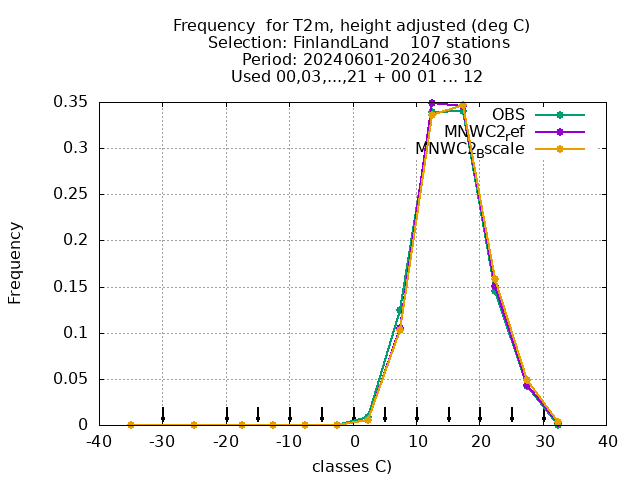 Frequency  for T2m, height adjusted (deg C)
Selection: FinlandLand    107 stations
Period: 20240601-20240630
Used 00,03,...,21 + 00 01 ... 12
OBS
MNWC2ref
MNWC2Bscale
0.35
0.3
0.25
0.2
0.15
0.1
0.05
0
Frequency
-40 -30 -20 -10 0 10 20 30 40
classes C)